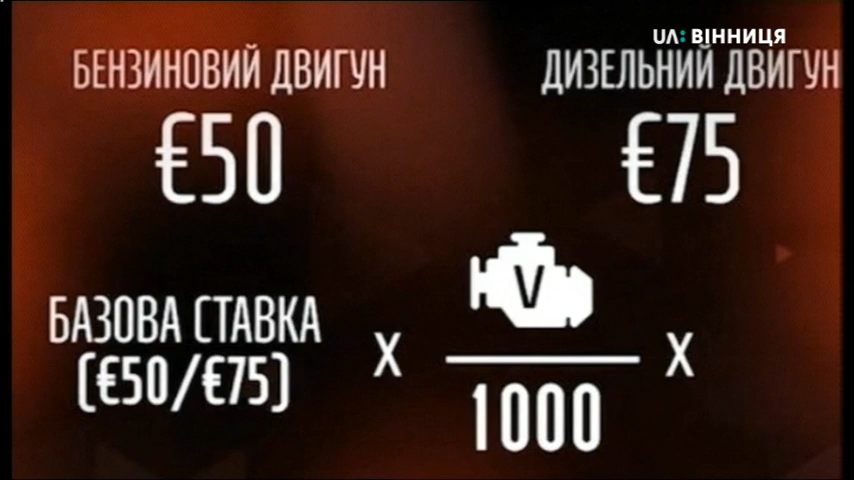 UA: ВІННИЦЯ
БЕНЗИНОВИЙ ДВИГУН
€50
ДИЗЕЛЬНИЙ ДВИГУН
€75
БАЗОВА СТАВКА
(€50/€75)
X
V
1000
X